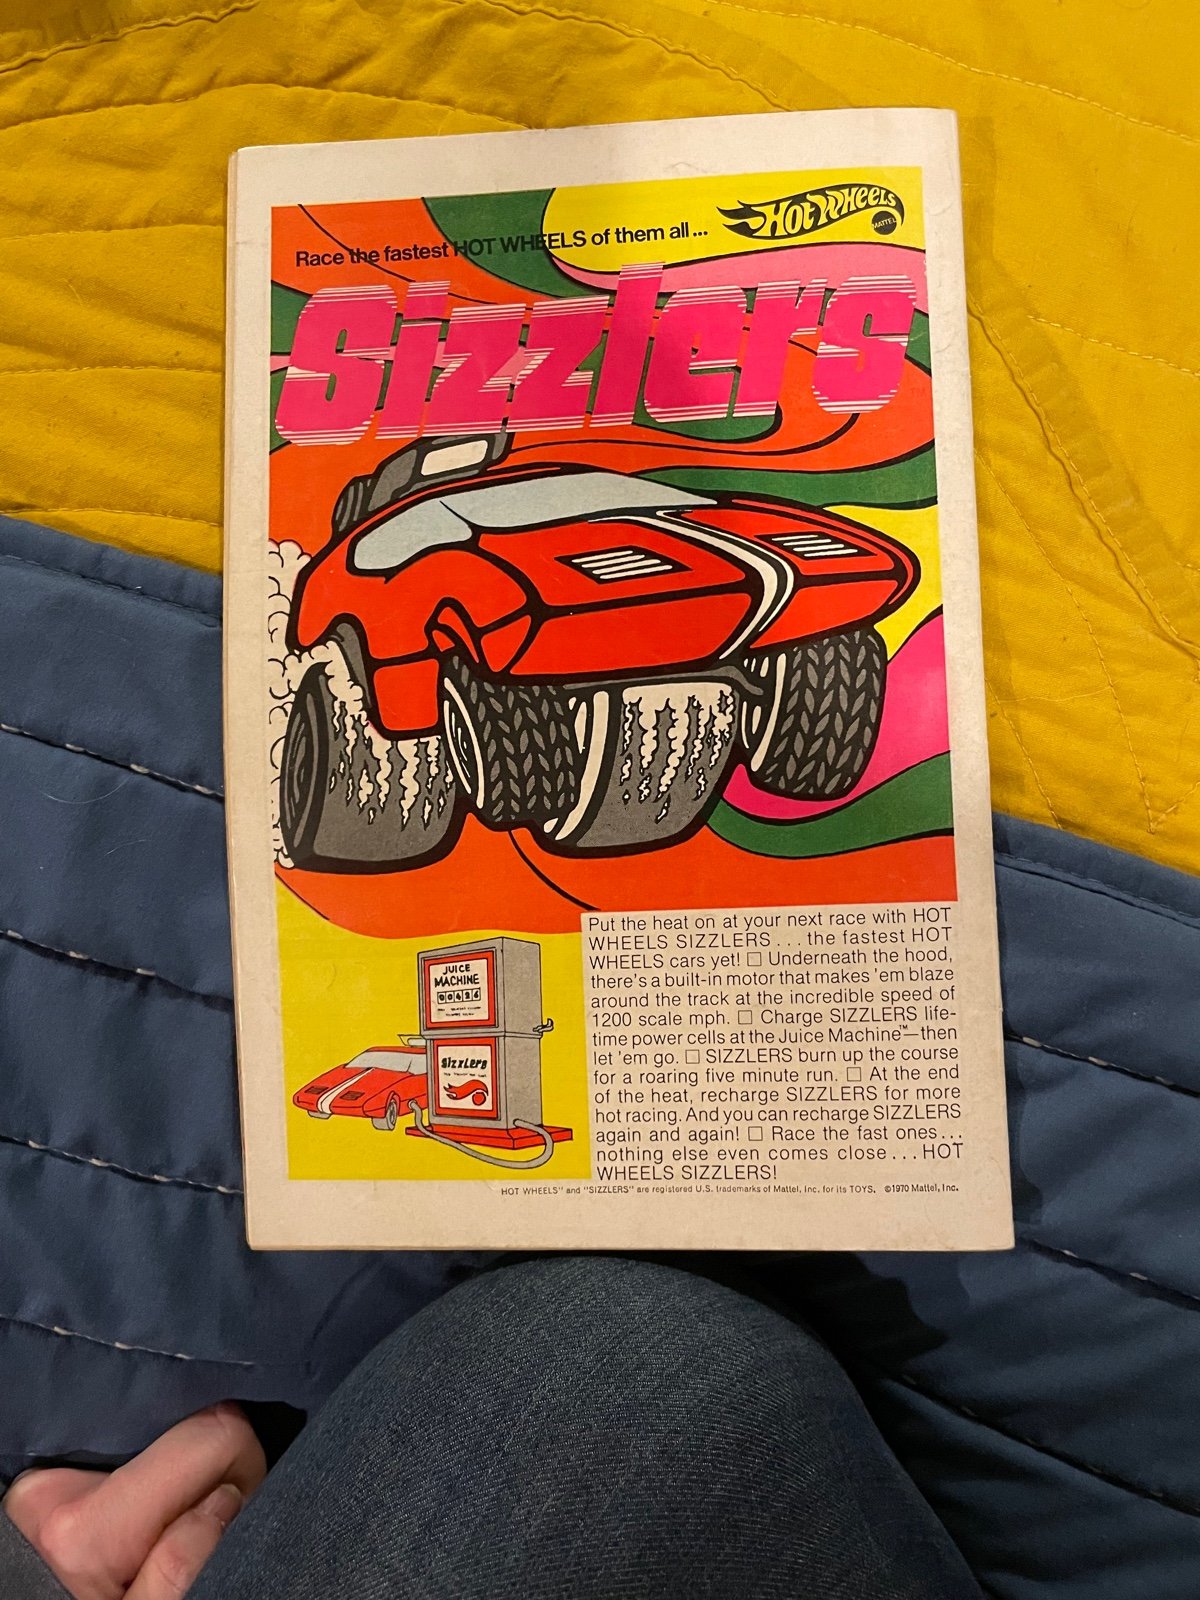 Race the fastest HOT WHEELS of them all...
HOT WHEELS
MATTEL
Sizzlers
JUICE
MACHINE
00426
SizzLers
Put the heat on at your next race with HOT
WHEELS SIZZLERS... the fastest HOT
WHEELS cars yet! □ Underneath the hood,
there's a built-in motor that makes 'em blaze
around the track at the incredible speed of
1200 scale mph. □ Charge SIZZLERS life-
time power cells at the Juice Machine™—then
let 'em go. □ SIZZLERS burn up the course
for a roaring five minute run. □ At the end
of the heat, recharge SIZZLERS for more
hot racing. And you can recharge SIZZLERS
again and again! □ Race the fast ones...
nothing else even comes close...HOT
WHEELS SIZZLERS!
HOT WHEELS" and "SIZZLERS" are registered U.S. trademarks of Mattel, Inc. for its TOYS. ©1970 Mattel, Inc.